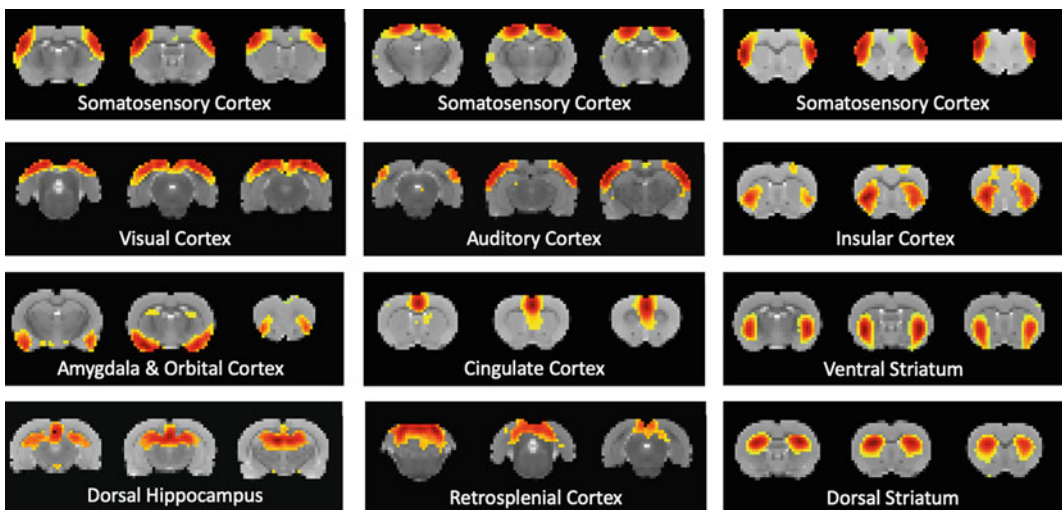 Somatosensory Cortex
Somatosensory Cortex
Somatosensory Cortex
Visual Cortex
Auditory Cortex
Insular Cortex
Amygdala & Orbital Cortex
Cingulate Cortex
Ventral Striatum
Dorsal Hippocampus
Retrosplenial Cortex
Dorsal Striatum